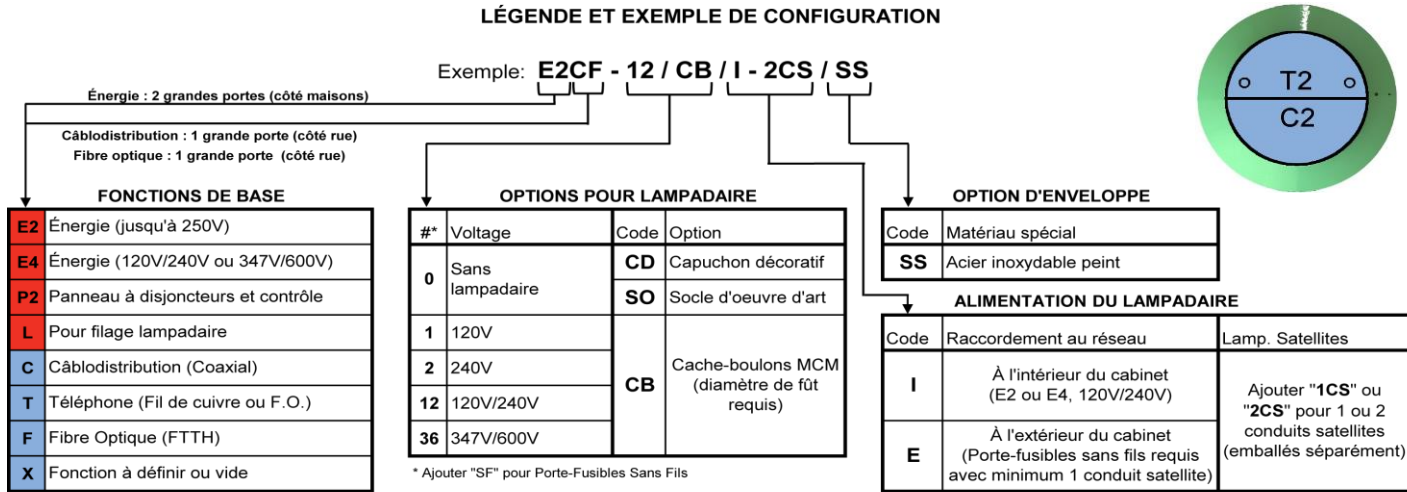 LÉGENDE ET EXEMPLE DE CONFIGURATION
Exemple: E2CF - 12 / CB / I - 2CS / SS
Énergie : 2 grandes portes (côté maisons)
Câblodistribution : 1 grande porte (côté rue)
Fibre optique : 1 grande porte (côté rue)
T2
C2
FONCTIONS DE BASE
E2 Énergie (jusqu'à 250V)
E4 Énergie (120V/240V ou 347V/600V)
P2 Panneau à disjoncteurs et contrôle
L Pour filage lampadaire
C Câblodistribution (Coaxial)
T Téléphone (Fil de cuivre ou F.O.)
F Fibre Optique (FTTH)
X Fonction à définir ou vide
OPTIONS POUR LAMPADAIRE
#* Voltage Code Option
0 Sans
lampadaire
CD Capuchon décoratif
SO Socle d'oeuvre d'art
1 120V
2 240V
12 120V/240V
36 347V/600V
CB Cache-boulons MCM
(diamètre de fût
requis)
* Ajouter "SF" pour Porte-Fusibles Sans Fils
OPTION D'ENVELOPPE
Code Matériau spécial
SS Acier inoxydable peint
ALIMENTATION DU LAMPADAIRE
Code Raccordement au réseau Lamp. Satellites
I À l'intérieur du cabinet
(E2 ou E4, 120V/240V)
E À l'extérieur du cabinet
(Porte-fusibles sans fils requis
avec minimum 1 conduit satellite)
Ajouter "1CS" ou
"2CS" pour 1 ou 2
conduits satellites
(emballés séparément)